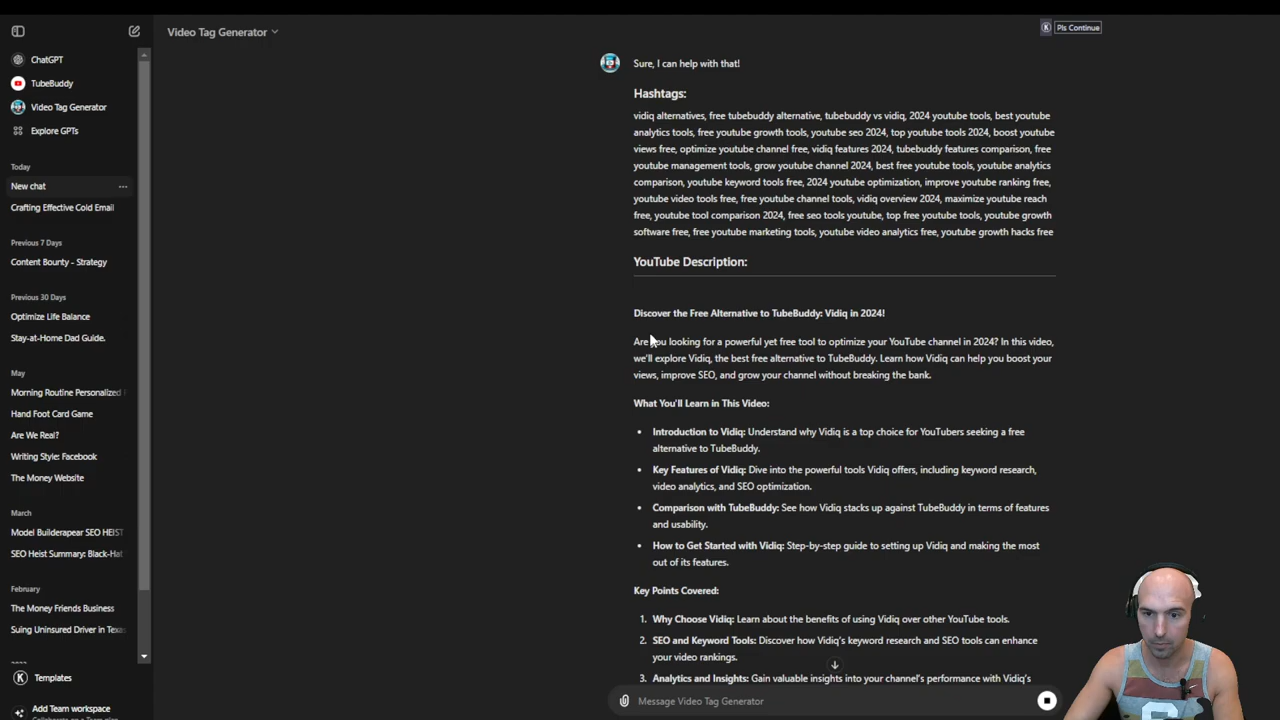 Video Tag Generator
Pls Continue
ChatGPT
TubeBuddy
Video Tag Generator
Explore GPTs
Today
New chat
Crafting Effective Cold Email
Previous 7 Days
Content Bounty - Strategy
Previous 30 Days
Optimize Life Balance
Stay-at-Home Dad Guide.
May
Morning Routine Personalized
Hand Foot Card Game
Are We Real?
Writing Style: Facebook
The Money Website
March
Model Builderapear SEO HEIST
SEO Heist Summary: Black-Hat
February
The Money Friends Business
Suing Uninsured Driver in Texas
Templates
Add Team workspace
Sure, I can help with that!
Hashtags:
vidiq alternatives, free tubebuddy alternative, tubebuddy vs vidiq, 2024 youtube tools, best youtube
analytics tools, free youtube growth tools, youtube seo 2024, top youtube tools 2024, boost youtube
views free, optimize youtube channel free, vidiq features 2024, tubebuddy features comparison, free
youtube management tools, grow youtube channel 2024, best free youtube tools, youtube analytics
comparison, youtube keyword tools free, 2024 youtube optimization, improve youtube ranking free,
youtube video tools free, free youtube channel tools, vidiq overview 2024, maximize youtube reach
free, youtube tool comparison 2024, free seo tools youtube, top free youtube tools, youtube growth
software free, free youtube marketing tools, youtube video analytics free, youtube growth hacks free
YouTube Description:
Discover the Free Alternative to TubeBuddy: Vidiq in 2024!
Are you looking for a powerful yet free tool to optimize your YouTube channel in 2024? In this video,
we'll explore Vidiq, the best free alternative to TubeBuddy. Learn how Vidiq can help you boost your
views, improve SEO, and grow your channel without breaking the bank.
What You'll Learn in This Video:
• Introduction to Vidiq: Understand why Vidiq is a top choice for YouTubers seeking a free
alternative to TubeBuddy.
• Key Features of Vidiq: Dive into the powerful tools Vidiq offers, including keyword research,
video analytics, and SEO optimization.
• Comparison with TubeBuddy: See how Vidiq stacks up against TubeBuddy in terms of features
and usability.
• How to Get Started with Vidiq: Step-by-step guide to setting up Vidiq and making the most
out of its features.
Key Points Covered:
1. Why Choose Vidiq: Learn about the benefits of using Vidiq over other YouTube tools.
2. SEO and Keyword Tools: Discover how Vidiq's keyword research and SEO tools can enhance
your video rankings.
3. Analytics and Insights: Gain valuable insights into your channel's performance with Vidiq's
Message Video Tag Generator